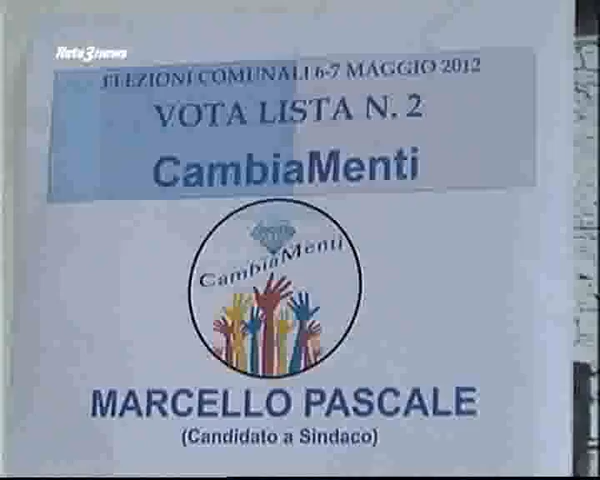 Rete3news
ELEZIONI COMUNALI 6-7 MAGGIO 2012
VOTA LISTA N. 2
CambiaMenti
CambiaMenti
MARCELLO PASCALE
(Candidato a Sindaco)